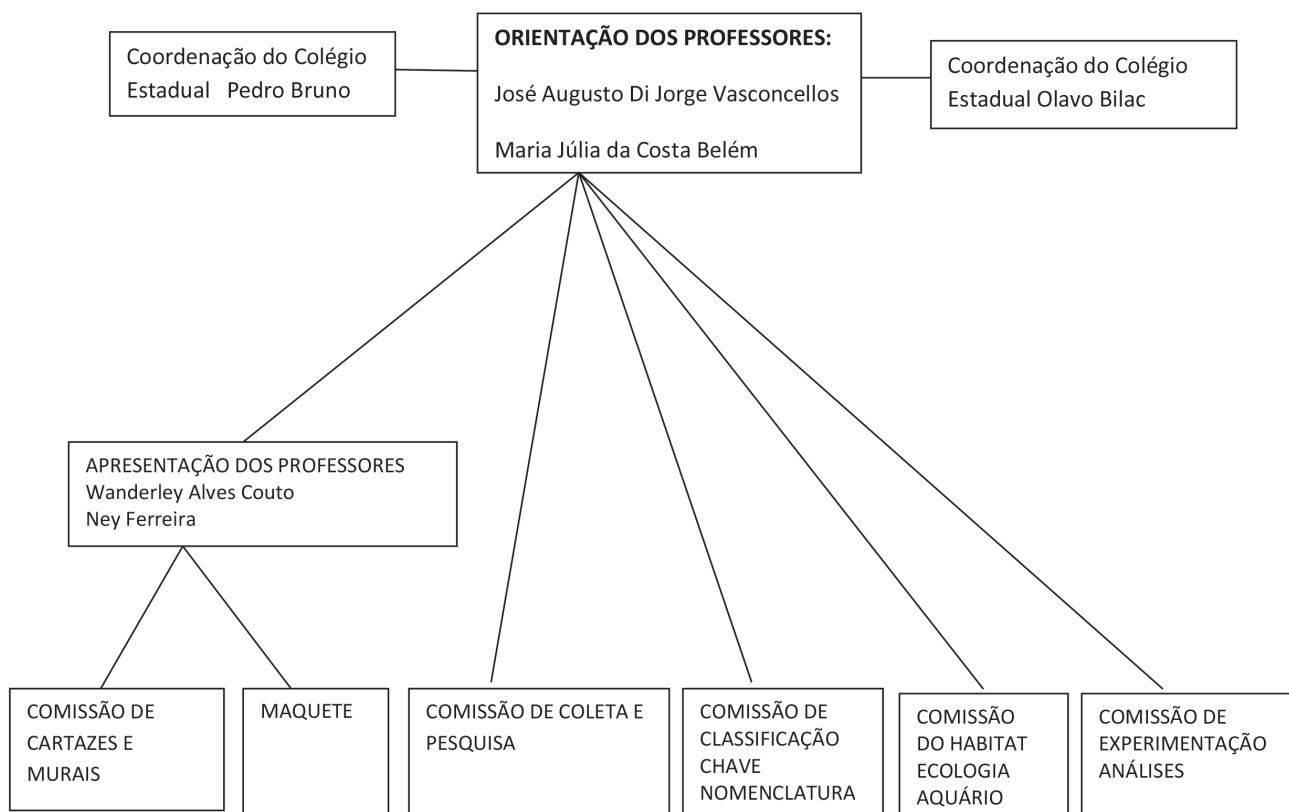 Coordenação do Colégio
Estadual Pedro Bruno
ORIENTAÇÃO DOS PROFESSORES:
José Augusto Di Jorge Vasconcellos
Maria Júlia da Costa Belém
Coordenação do Colégio
Estadual Olavo Bilac
APRESENTAÇÃO DOS PROFESSORES
Wanderley Alves Couto
Ney Ferreira
COMISSÃO DE
CARTAZES E
MURAIS
MAQUETE
COMISSÃO DE COLETA E
PESQUISA
COMISSÃO DE
CLASSIFICAÇÃO
CHAVE
NOMENCLATURA
COMISSÃO
DO HABITAT
ECOLOGIA
AQUÁRIO
COMISSÃO DE
EXPERIMENTAÇÃO
ANÁLISES